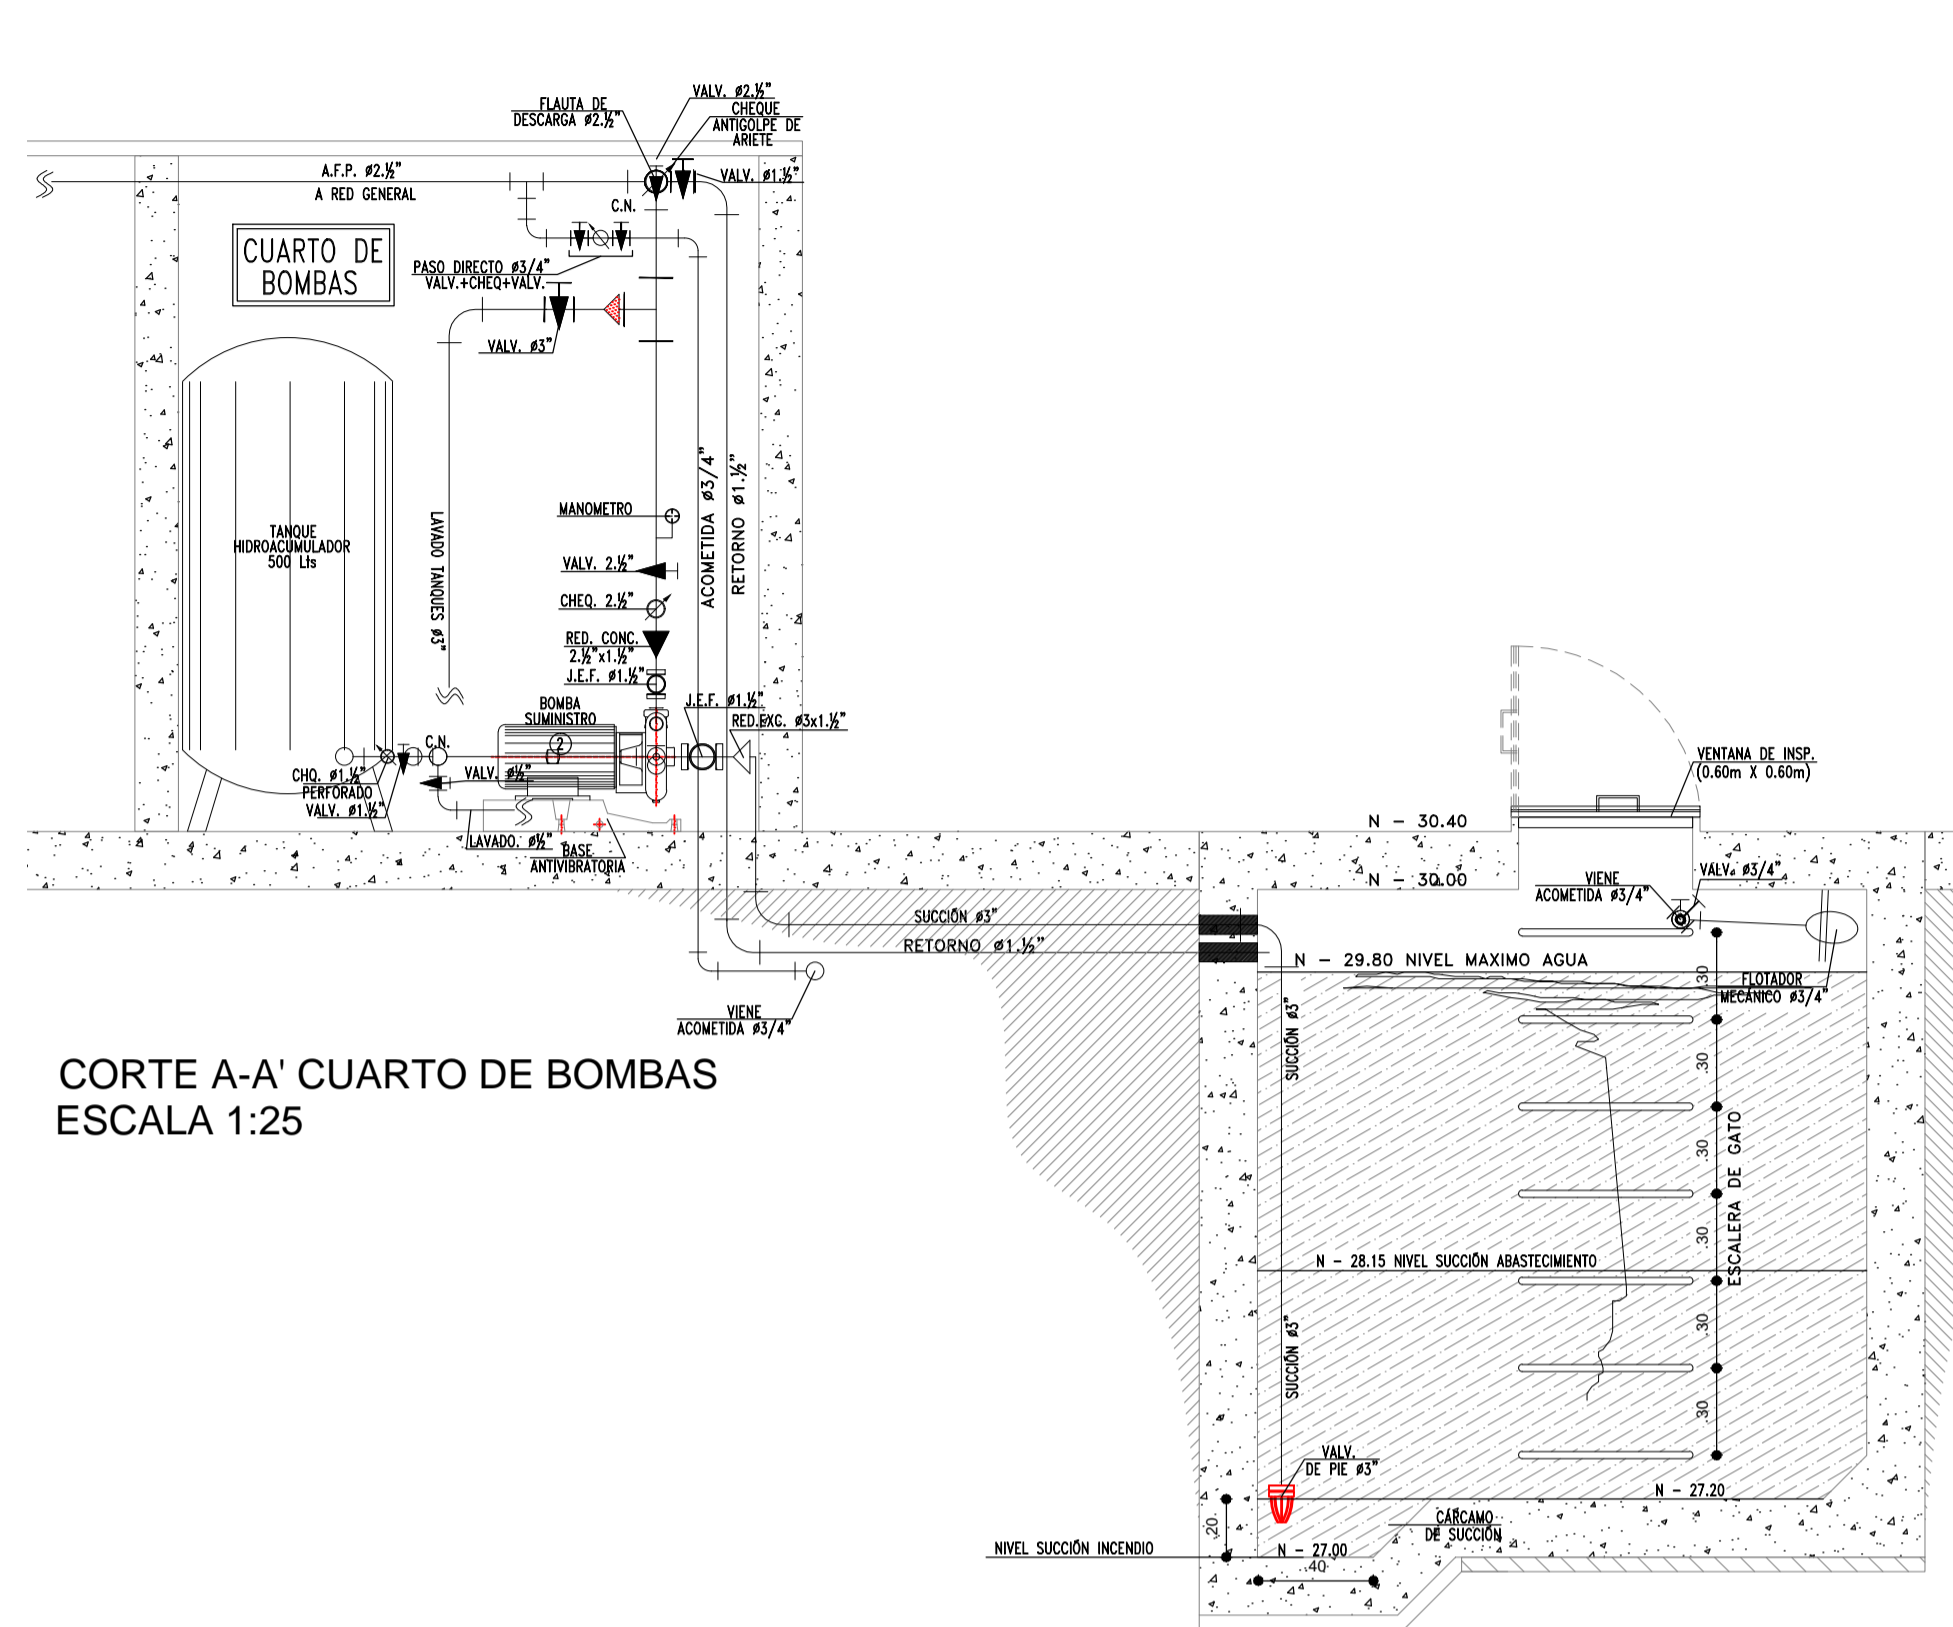 VALV. ø2.½"
FLAUTA DE
DESCARGA ø2.½"
CHEQUE
ANTIGOLPE DE
ARIETE
A.F.P. ø2.½"
A RED GENERAL
VALV. ø1.½"
C.N.
CUARTO DE
BOMBAS
PASO DIRECTO ø3/4"
VALV.+CHEQ+VALV.
VALV. ø3"
LAVADO TANQUES ø3"
ACOMETIDA ø3/4"
RETORNO ø1.½"
MANOMETRO
TANQUE
HIDROACUMULADOR
500 Lts
VALV. 2.½"
CHEQ. 2.½"
RED. CONC.
2.½"x1.½"
J.E.F. ø1.½"
J.E.F. ø1.½"
BOMBA
SUMINISTRO
2
RED.EXC. ø3x1.½"
C.N.
CHQ. ø1.½"
PERFORADO
VALV. ø1.½"
VALV. ø½"
LAVADO. ø½"
BASE
ANTIVIBRATORIA
VENTANA DE INSP.
(0.60m X 0.60m)
N - 30.40
N - 30.00
VIENE
ACOMETIDA ø3/4"
VALV. ø3/4"
SUCCIÓN ø3"
RETORNO ø1.½"
N - 29.80 NIVEL MAXIMO AGUA
FLOTADOR
MECÁNICO ø3/4"
VIENE
ACOMETIDA ø3/4"
CORTE A-A' CUARTO DE BOMBAS
ESCALA 1:25
SUCCIÓN ø3"
.30
.30
.30
.30
.30
.30
ESCALERA DE GATO
N - 28.15 NIVEL SUCCIÓN ABASTECIMIENTO
SUCCIÓN ø3"
VALV.
DE PIE ø3"
N - 27.20
CÁRCAMO
DE SUCCIÓN
.20
NIVEL SUCCIÓN INCENDIO
N - 27.00
.40